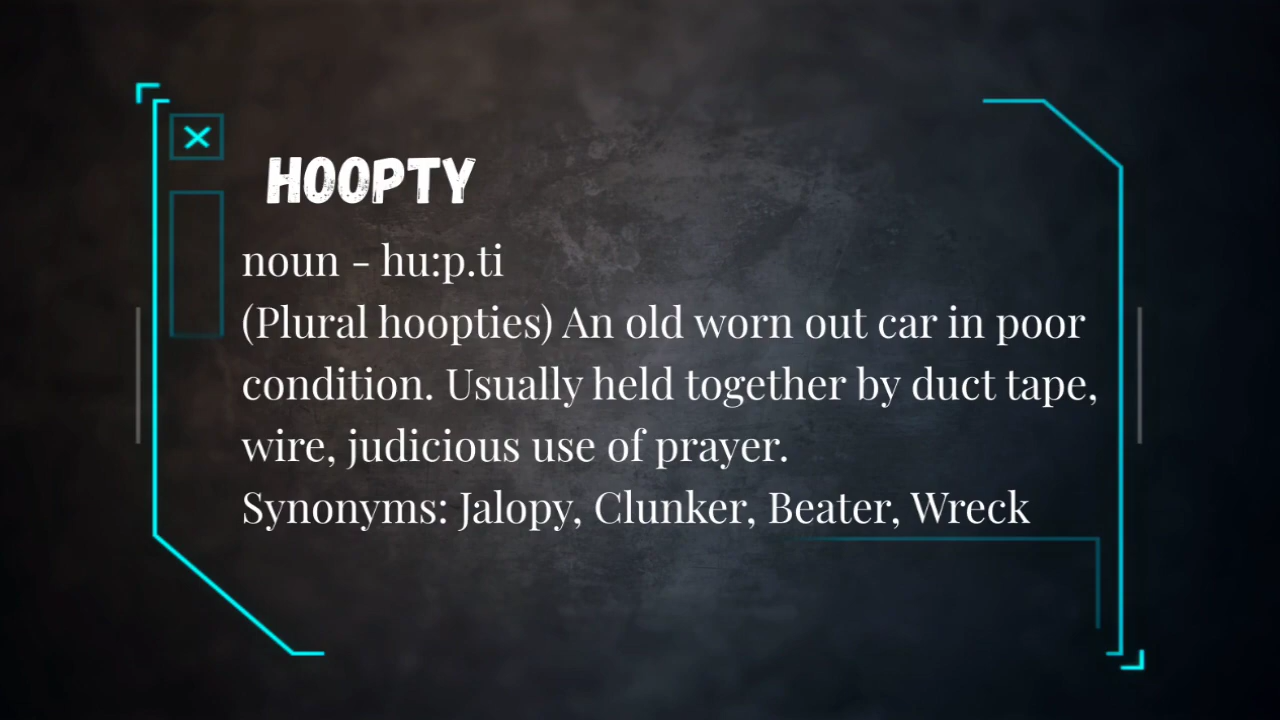 HOOPTY
noun - hu:p.ti
(Plural hoopties) An old worn out car in poor
condition. Usually held together by duct tape,
wire, judicious use of prayer.
Synonyms: Jalopy, Clunker, Beater, Wreck